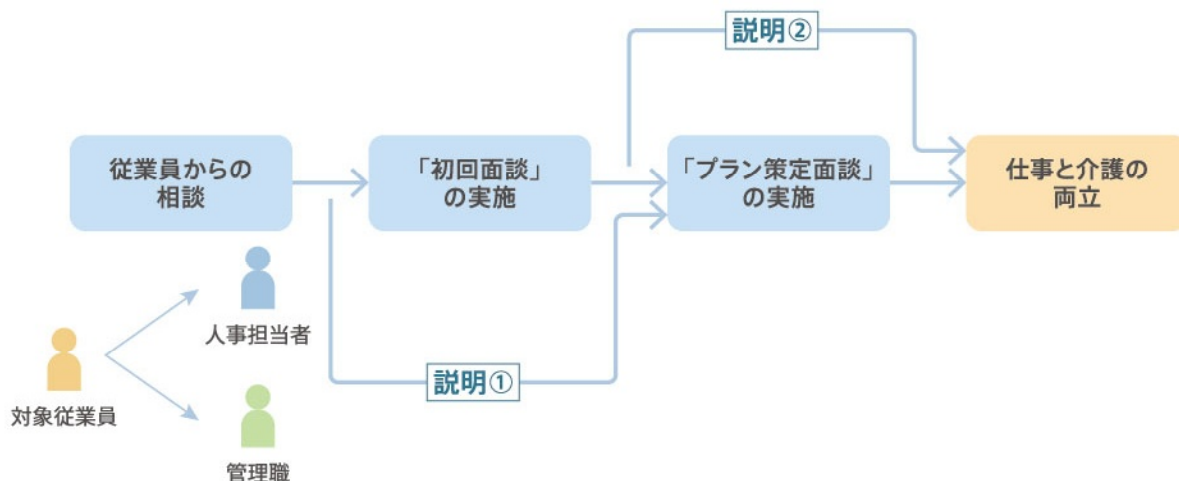 説明②
従業員からの
相談
「初回面談」
の実施
「プラン策定面談」
の実施
仕事と介護の
両立
人事担当者
対象従業員
説明①
管理職